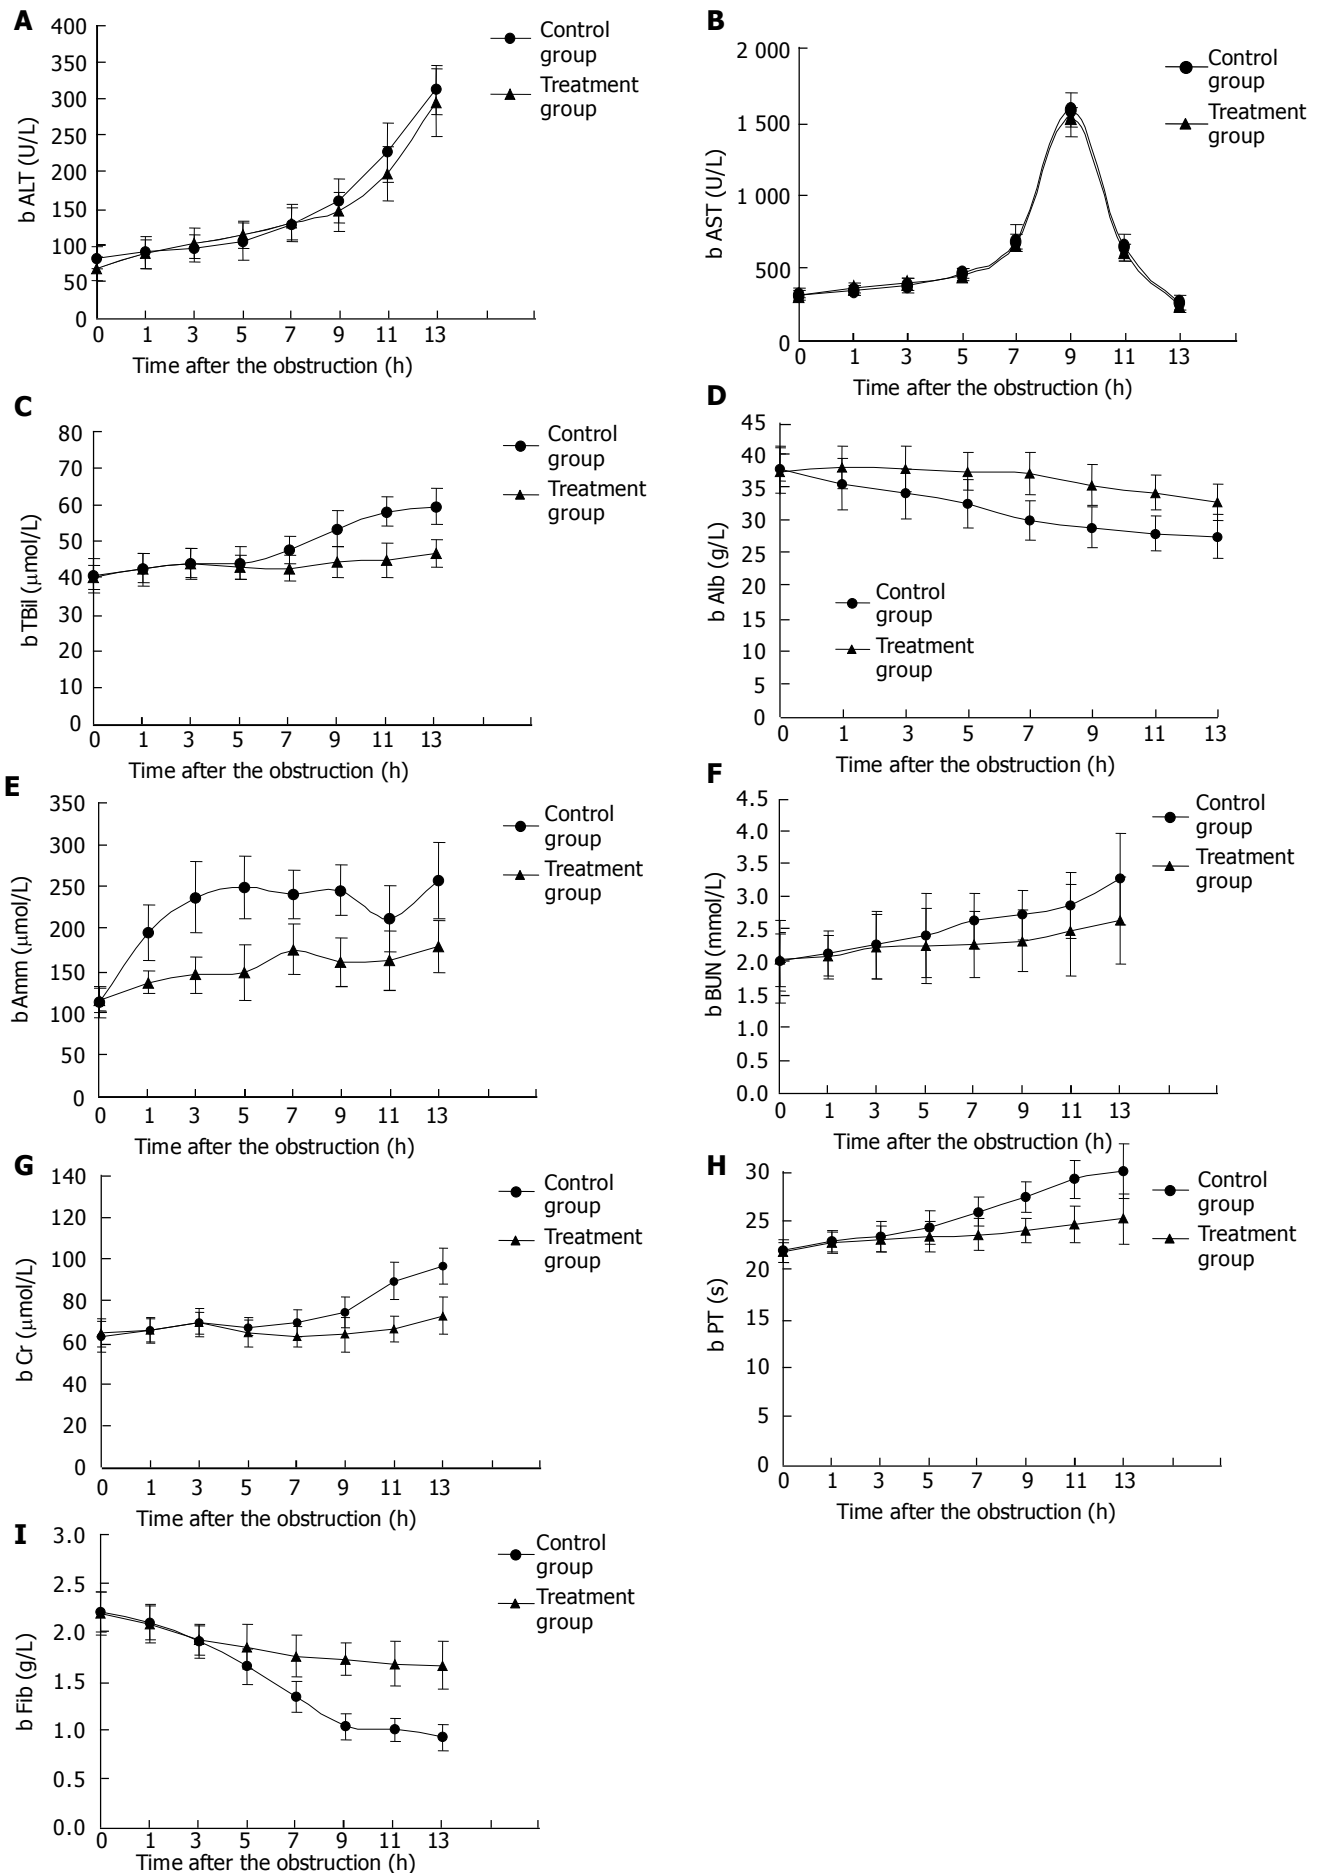 A
400
350
300
250
200
150
100
50
0
b ALT (U/L)
0 1 3 5 7 9 11 13
Time after the obstruction (h)
Control
group
Treatment
group
B
2 000
1 500
1 000
500
0
b AST (U/L)
0 1 3 5 7 9 11 13
Time after the obstruction (h)
Control
group
Treatment
group
C
80
70
60
50
40
30
20
10
0
b TBil (μmol/L)
0 1 3 5 7 9 11 13
Time after the obstruction (h)
Control
group
Treatment
group
D
45
40
35
30
25
20
15
10
5
0
b Alb (g/L)
0 1 3 5 7 9 11 13
Time after the obstruction (h)
Control
group
Treatment
group
E
350
300
250
200
150
100
50
0
b Amm (μmol/L)
0 1 3 5 7 9 11 13
Time after the obstruction (h)
Control
group
Treatment
group
F
4.5
4.0
3.5
3.0
2.5
2.0
1.5
1.0
0.5
0.0
b BUN (mmol/L)
0 1 3 5 7 9 11 13
Time after the obstruction (h)
Control
group
Treatment
group
G
140
120
100
80
60
40
20
0
b Cr (μmol/L)
0 1 3 5 7 9 11 13
Time after the obstruction (h)
Control
group
Treatment
group
H
30
25
20
15
10
5
0
b PT (s)
0 1 3 5 7 9 11 13
Time after the obstruction (h)
Control
group
Treatment
group
I
3.0
2.5
2.0
1.5
1.0
0.5
0.0
b Fib (g/L)
0 1 3 5 7 9 11 13
Time after the obstruction (h)
Control
group
Treatment
group